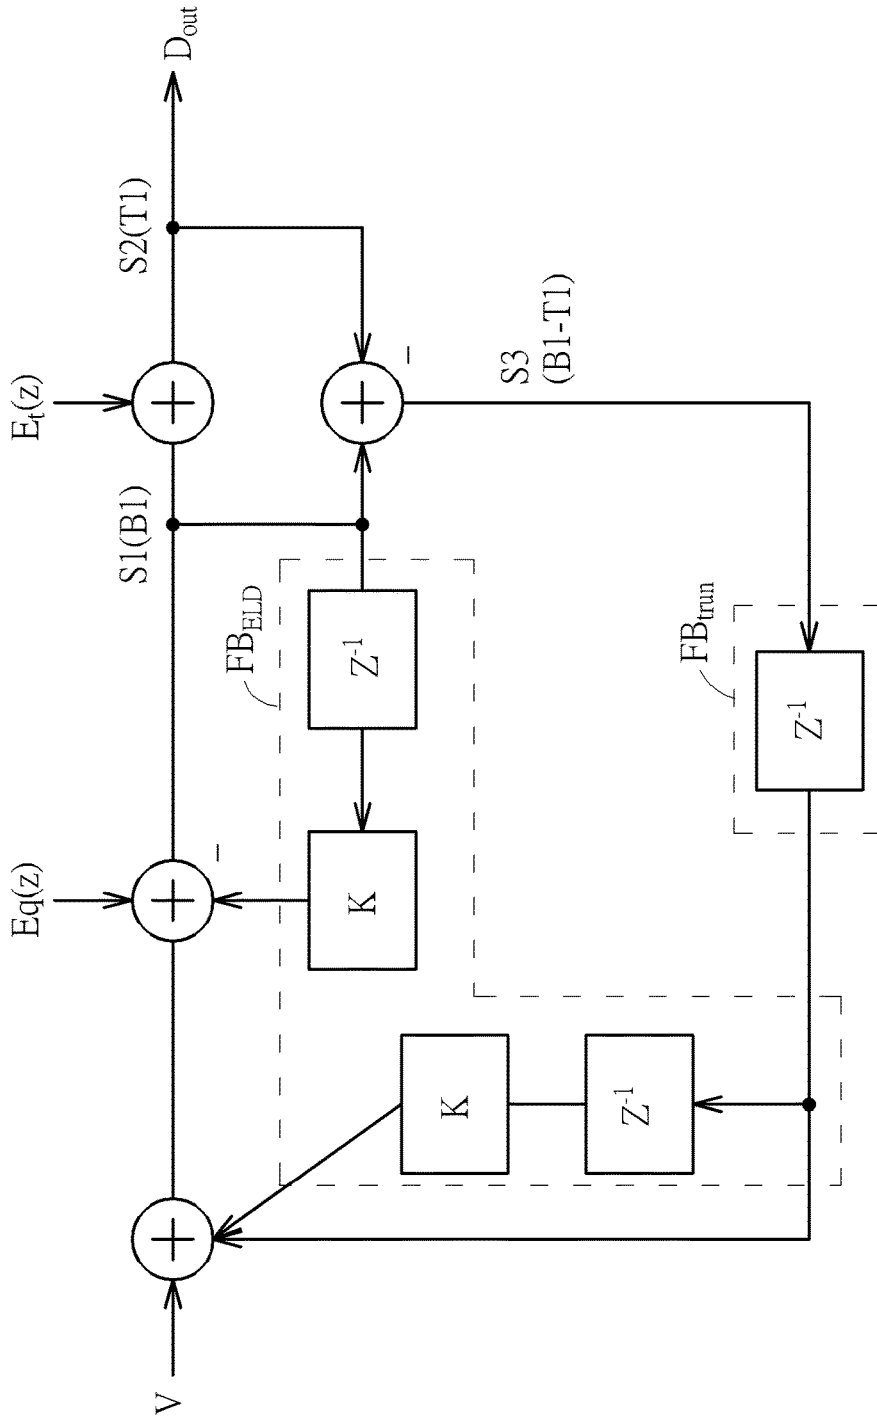 V
Eq(z)
S1(B1)
E_t(z)
S2(T1)
D_out
+
+
-
+
+
-
FB_ELD
K
Z^-1
K
Z^-1
S3
(B1-T1)
FB_trun
Z^-1